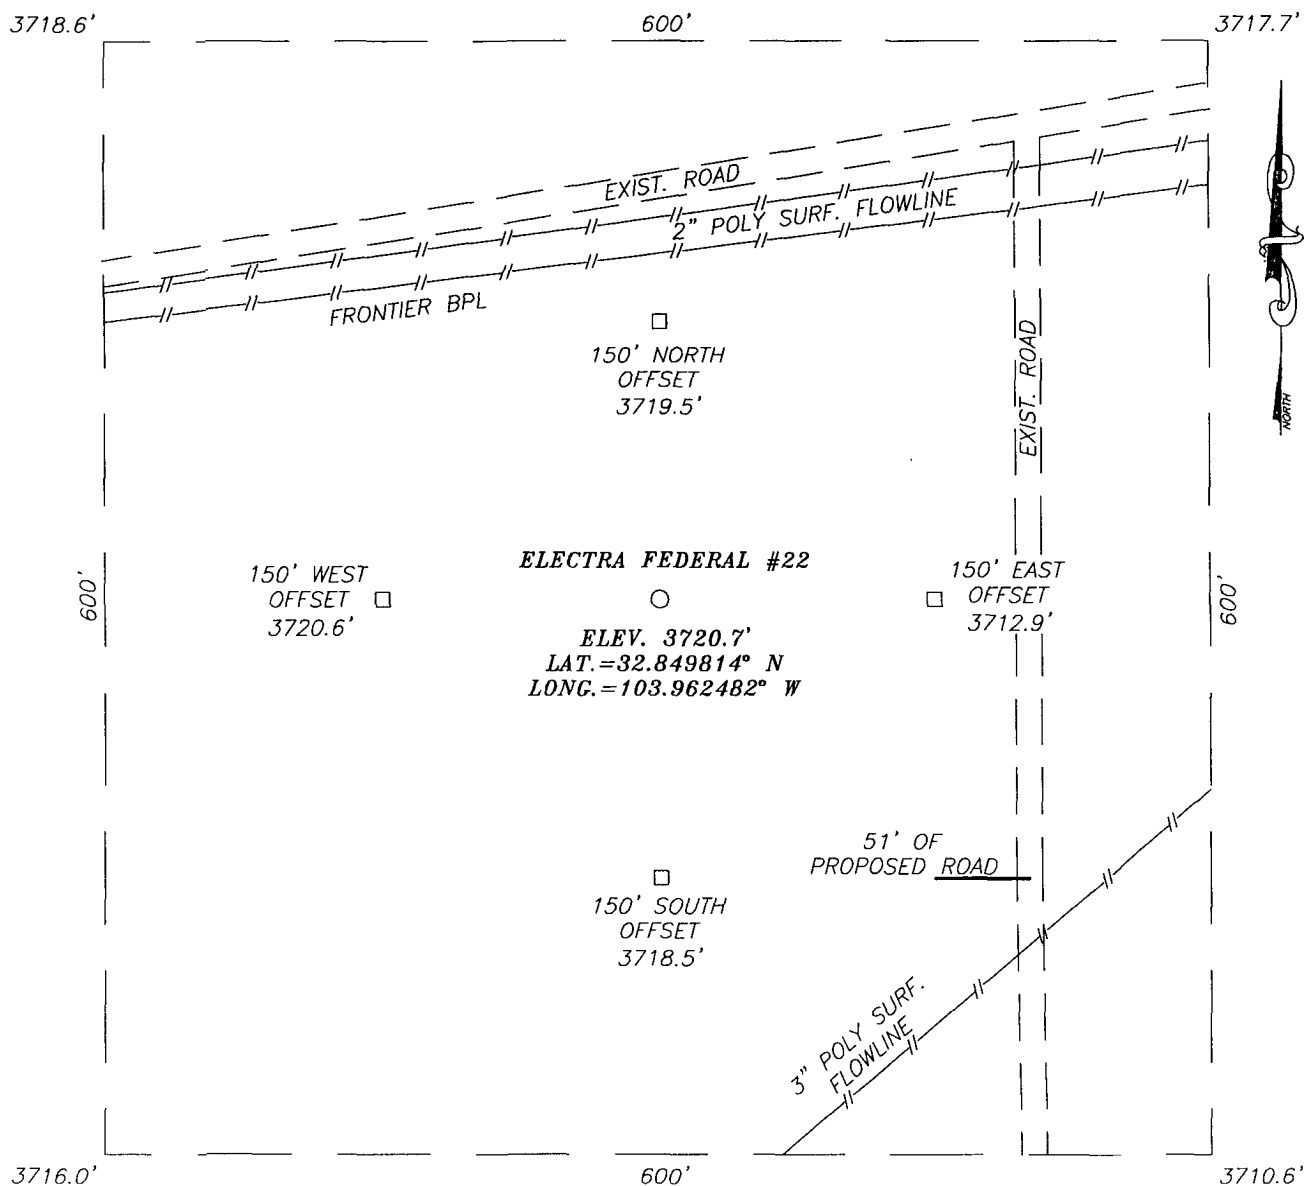 3718.6'
600'
3717.7'
EXIST. ROAD
2" POLY SURF. FLOWLINE
FRONTIER BPL
NORTH
150' NORTH
OFFSET
3719.5'
EXIST. ROAD
600'
150' WEST
OFFSET
3720.6'
ELECTRA FEDERAL #22
ELEV. 3720.7'
LAT.=32.849814° N
LONG.=103.962482° W
150' EAST
OFFSET
3712.9'
600'
51' OF
PROPOSED ROAD
150' SOUTH
OFFSET
3718.5'
3" POLY SURF.
FLOWLINE
3716.0'
600'
3710.6'